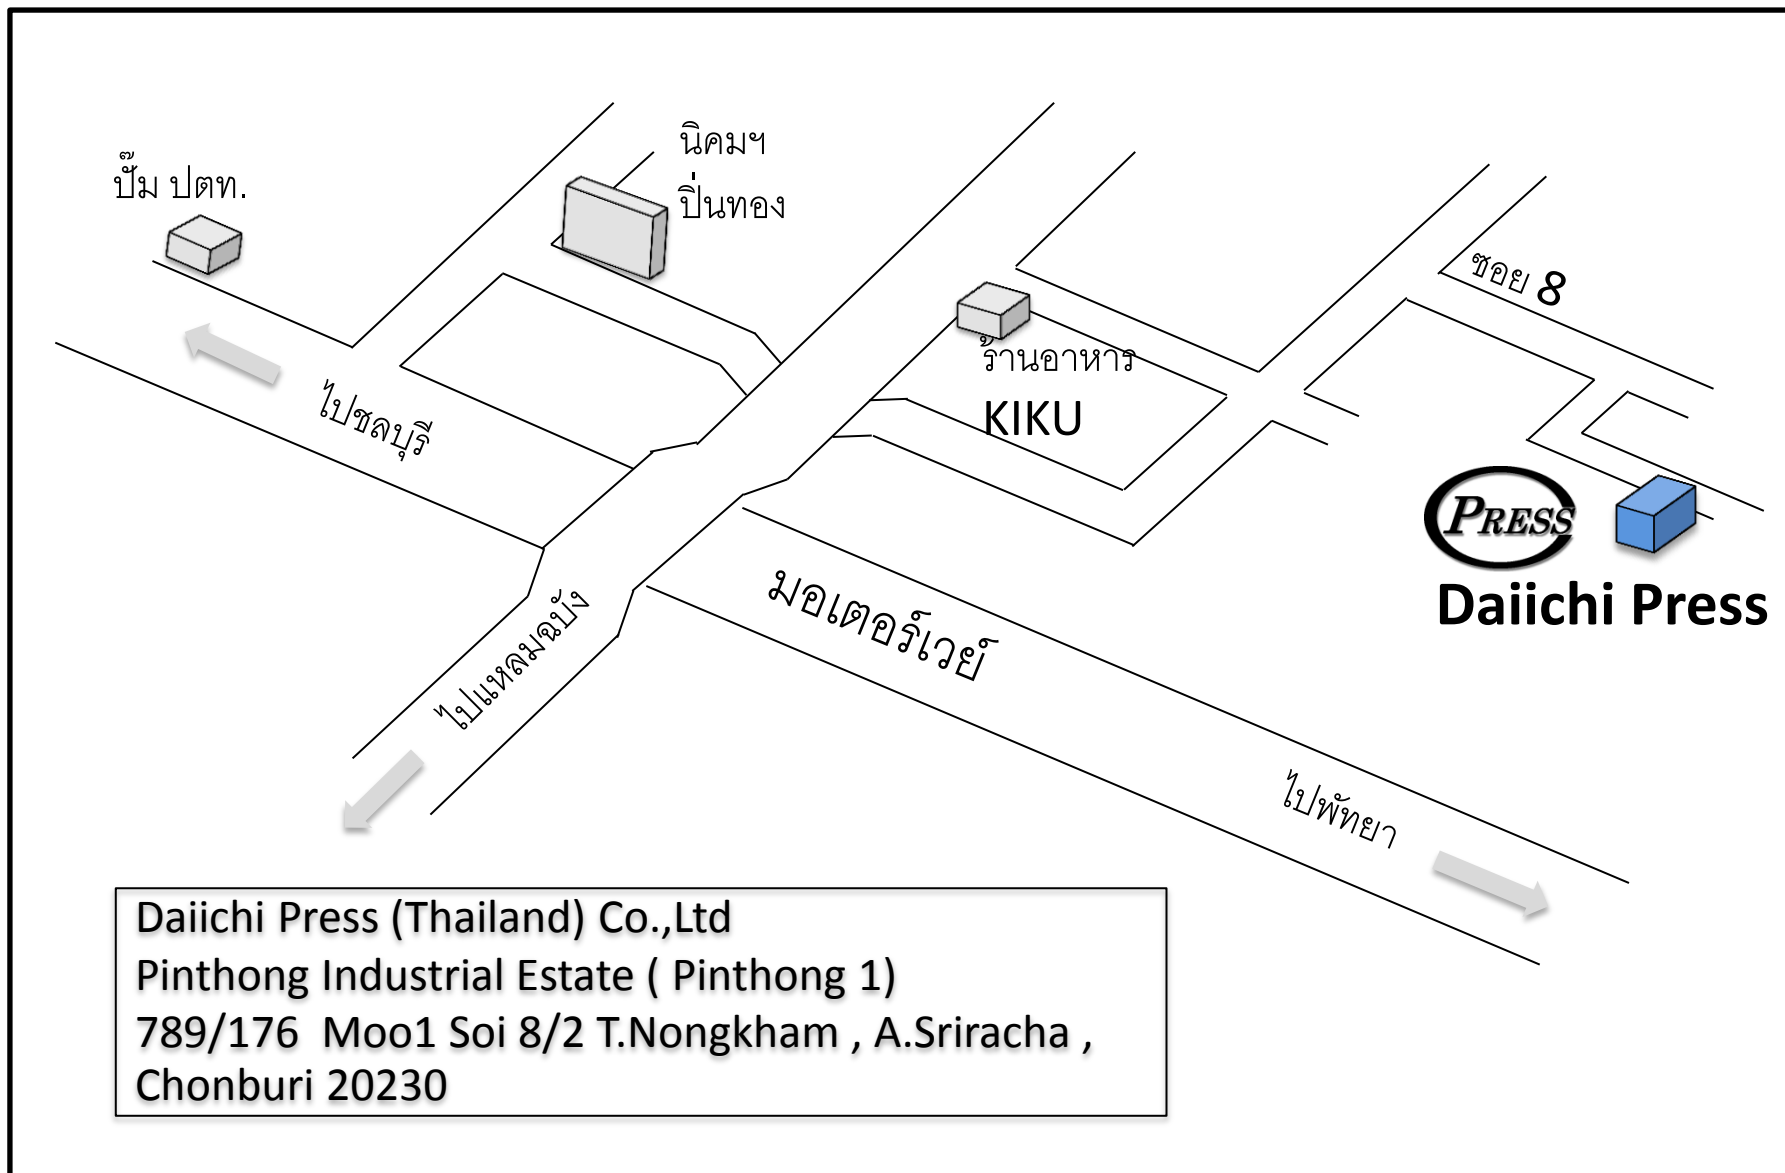 นิคมฯ
ปิ่นทอง
ปั๊ม ปตท.
ซอย 8
ร้านอาหาร
KIKU
ไปชลบุรี
PRESS
Daiichi Press
มอเตอร์เวย์
ไปแหลมฉบัง
ไปพัทยา
Daiichi Press (Thailand) Co.,Ltd
Pinthong Industrial Estate ( Pinthong 1)
789/176  Moo1 Soi 8/2 T.Nongkham , A.Sriracha ,
Chonburi 20230